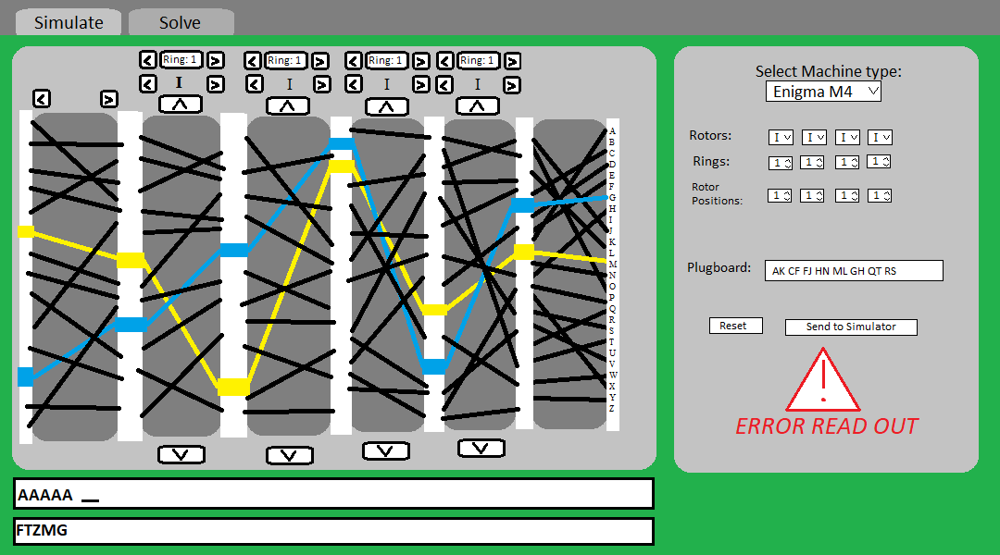 Simulate Solve
< Ring: 1 > < Ring: 1 > < Ring: 1 > < Ring: 1 >
< I > < I > < I > < I >
< >
A
B
C
D
E
F
G
H
I
J
K
L
M
N
O
P
Q
R
S
T
U
V
W
X
Y
Z
AAAAA _
FTZMG
Select Machine type:
Enigma M4
Rotors: I I I I
Rings: 1 1 1 1
Rotor
Positions: 1 1 1 1
Plugboard: AK CF FJ HN ML GH QT RS
Reset Send to Simulator
!
ERROR READ OUT